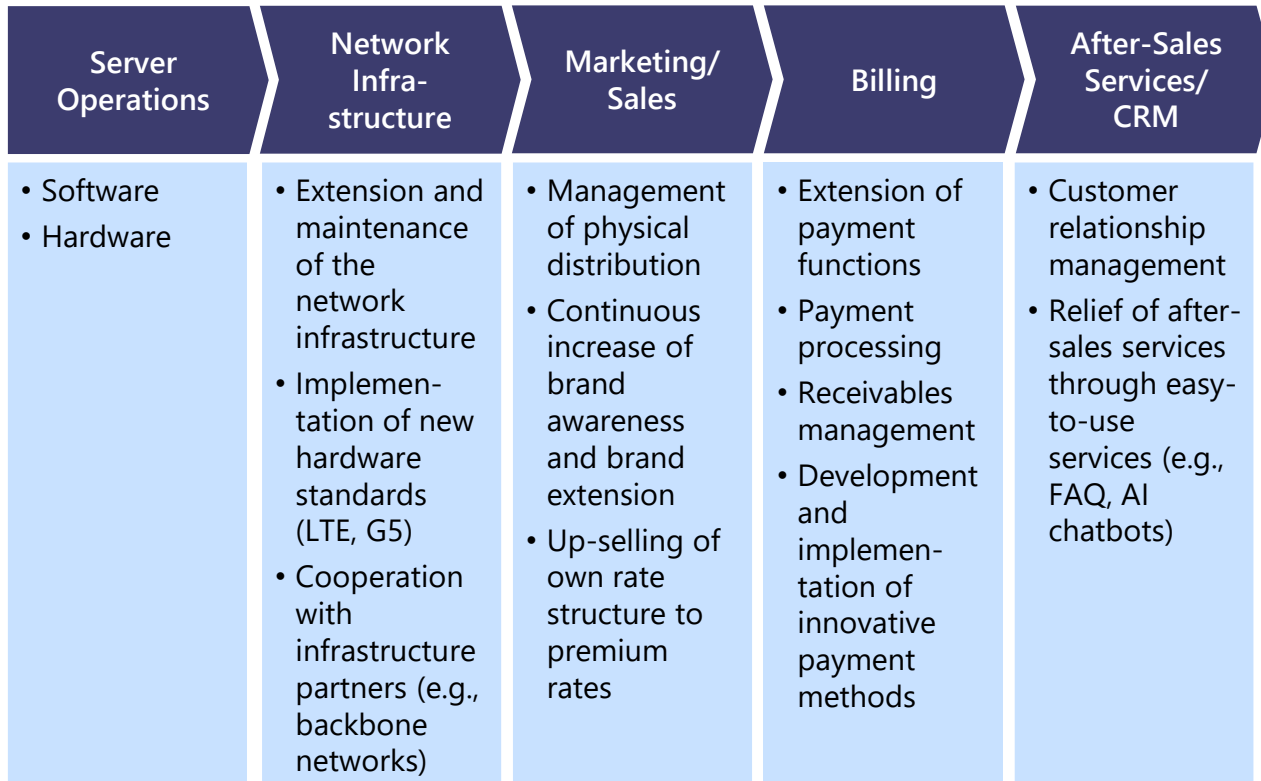 Server
Operations
Network
Infra-
structure
Marketing/
Sales
Billing
After-Sales
Services/
CRM
• Software
• Hardware
• Extension and
maintenance
of the
network
infrastructure
• Implemen-
tation of new
hardware
standards
(LTE, G5)
• Cooperation
with
infrastructure
partners (e.g.,
backbone
networks)
• Management
of physical
distribution
• Continuous
increase of
brand
awareness
and brand
extension
• Up-selling of
own rate
structure to
premium
rates
• Extension of
payment
functions
• Payment
processing
• Receivables
management
• Development
and
implemen-
tation of
innovative
payment
methods
• Customer
relationship
management
• Relief of after-
sales services
through easy-
to-use
services (e.g.,
FAQ, AI
chatbots)